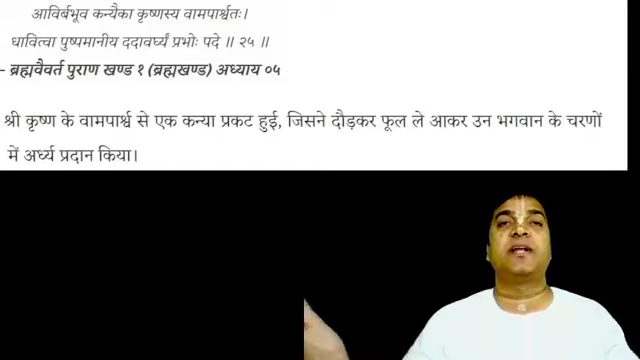 आविर्बभूव कन्यैका कृष्णस्य वामपार्श्वतः।
धावित्वा पुष्पमानीय ददावर्घ्यं प्रभोः पदे ॥ २५ ॥
- ब्रह्मवैवर्त पुराण खण्ड १ (ब्रह्मखण्ड) अध्याय ०५
श्री कृष्ण के वामपार्श्व से एक कन्या प्रकट हुई, जिसने दौड़कर फूल ले आकर उन भगवान के चरणों
में अर्ध्य प्रदान किया।